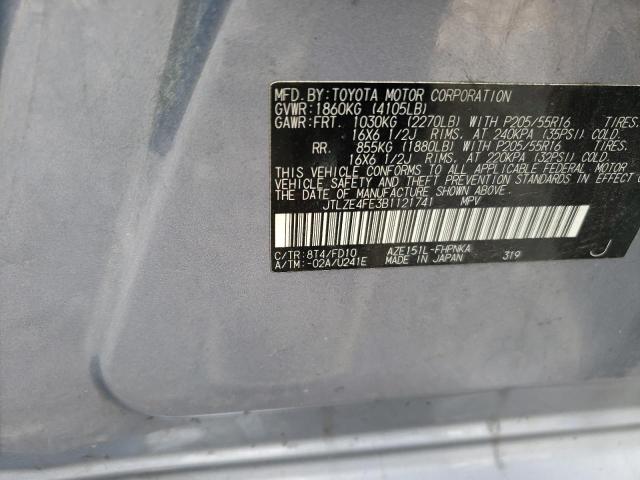 MFD. BY: TOYOTA MOTOR CORPORATION
GVWR: 1860KG (4105LB)
GAWR: FRT. 1030KG (2270LB) WITH P205/55R16 TIRES.
16X6 1/2J RIMS. AT 240KPA (35PSI) COLD.
RR. 855KG (1880LB) WITH P205/55R16 TIRES
16X6 1/2J RIMS. AT 220KPA (32PSI) COLD.
THIS VEHICLE CONFORMS TO ALL APPLICABLE FEDERAL MOTOR
VEHICLE SAFETY STANDARDS IN EFFECT ON
THE DATE OF MANUFACTURE SHOWN ABOVE.
JTLZE4FE3B1121741 MPV
C/TR: 8T4/FD10 AZE151L-FHPNKA
A/TM: -02A/U241E MADE IN JAPAN 319 J